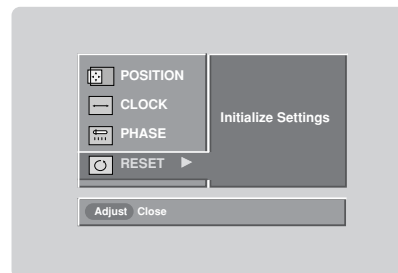 POSITION
CLOCK
PHASE
RESET
Initialize Settings
Adjust Close